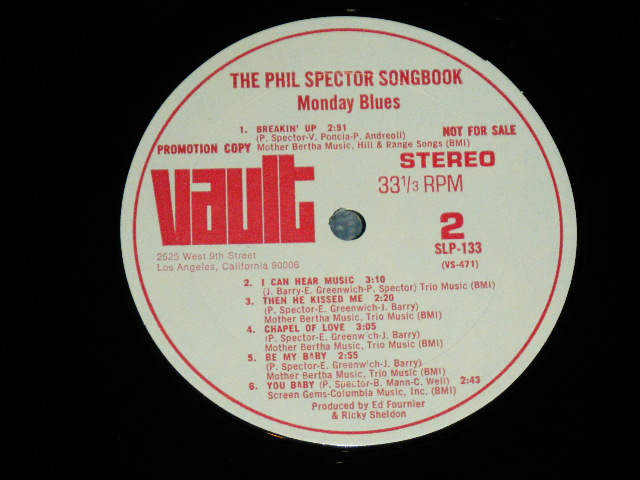 THE PHIL SPECTOR SONGBOOK
Monday Blues
1. BREAKIN' UP 2:51
(P. Spector-V. Poncia-P. Andreoli)
NOT FOR SALE
PROMOTION COPY
Mother Bertha Music, Hill & Range Songs (BMI)
STEREO
vault
33 1/3 RPM
2
SLP-133
(VS-471)
2525 West 9th Street
Los Angeles, California 90006
2. I CAN HEAR MUSIC 3:10
(J. Barry-E. Greenwich-P. Spector) Trio Music (BMI)
3. THEN HE KISSED ME 2:20
(P. Spector-E. Greenwich-J. Barry)
Mother Bertha Music, Trio Music (BMI)
4. CHAPEL OF LOVE 3:05
(P. Spector-E. Greenwich-J. Barry)
Mother Bertha Music, Trio Music (BMI)
5. BE MY BABY 2:55
(P. Spector-E. Greenwich-J. Barry)
Mother Bertha Music, Trio Music (BMI)
6. YOU BABY (P. Spector-B. Mann-C. Weil) 2:43
Screen Gems-Columbia Music, Inc. (BMI)
Produced by Ed Fournier
& Ricky Sheldon